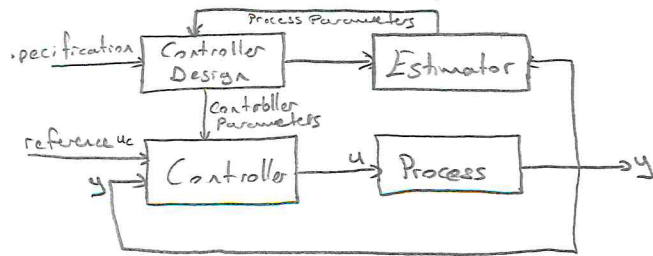 Process Parameters
.pecification
Controller
Design
Estimator
Controller
Parameters
reference uc
y
Controller
u
Process
y